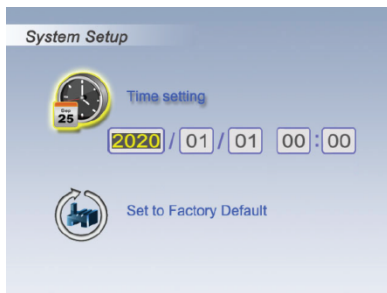 System Setup
Time setting
Dec
25
2020 / 01 / 01 00 : 00
Set to Factory Default